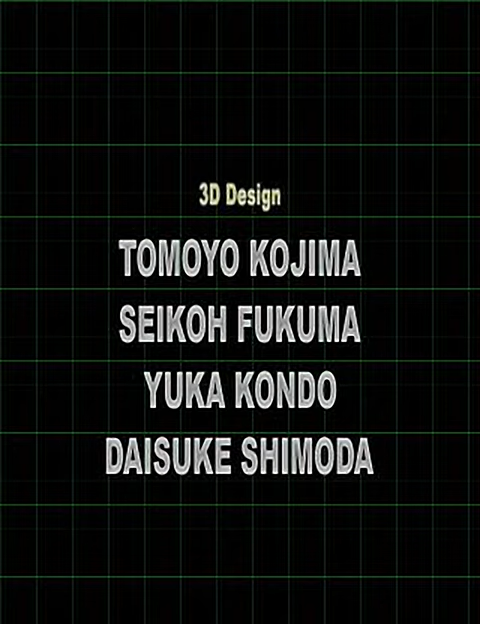 3D Design
TOMOYO KOJIMA
SEIKOH FUKUMA
YUKA KONDO
DAISUKE SHIMODA